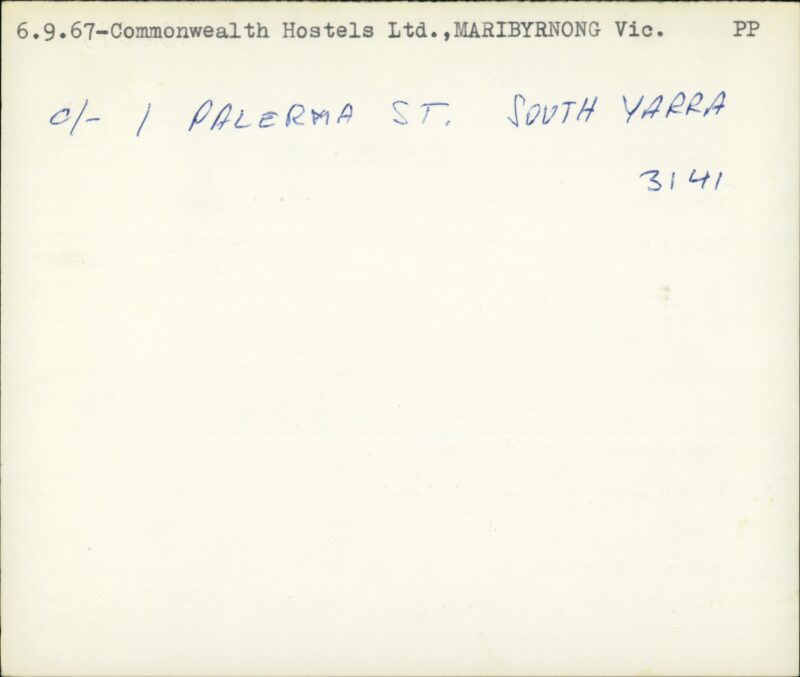 6.9.67-Commonwealth Hostels Ltd.,MARIBYRNONG Vic. PP
c/- 1 PALERMA ST. SOUTH YARRA
3141